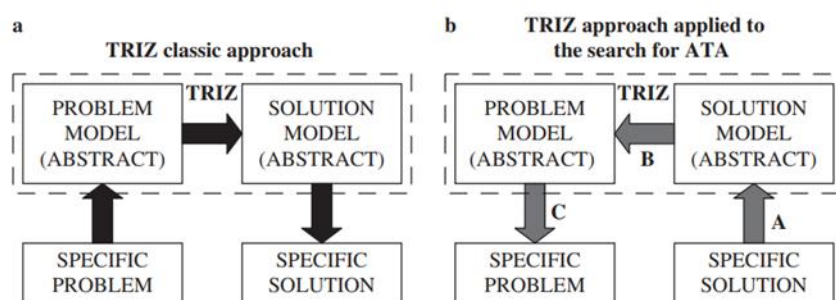 a
TRIZ classic approach
PROBLEM
MODEL
(ABSTRACT)
TRIZ
SOLUTION
MODEL
(ABSTRACT)
SPECIFIC
PROBLEM
SPECIFIC
SOLUTION
b
TRIZ approach applied to
the search for ATA
PROBLEM
MODEL
(ABSTRACT)
TRIZ
B
SOLUTION
MODEL
(ABSTRACT)
C
A
SPECIFIC
PROBLEM
SPECIFIC
SOLUTION